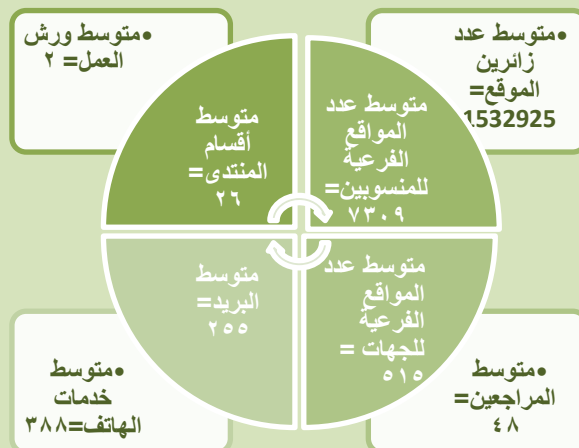 •متوسط عدد
زائرين
الموقع=
1532925
•متوسط ورش
العمل= ٢
متوسط عدد
المواقع
الفرعية
للمنسوبين=
٧٣٠٩
متوسط
أقسام
المنتدى=
٢٦
متوسط عدد
المواقع
الفرعية
للجهات =
٥١٥
متوسط
البريد=
٢٥٥
•متوسط
المراجعين=
٤٨
•متوسط
خدمات
الهاتف=٣٨٨